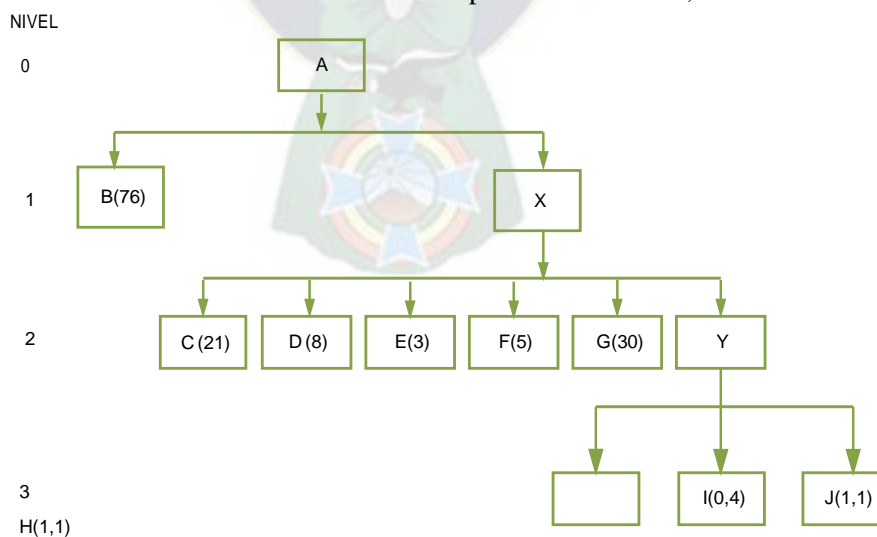 NIVEL
0 A
1 B(76) X
2 C (21) D (8) E(3) F(5) G(30) Y
3 I(0,4) J(1,1)
H(1,1)